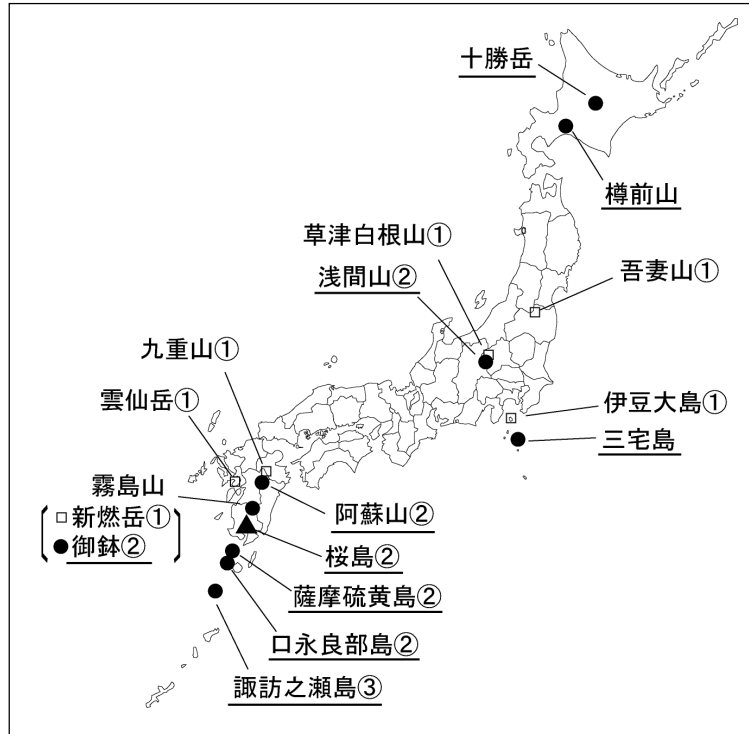 十勝岳
樽前山
草津白根山①
浅間山②
吾妻山①
九重山①
雲仙岳①
伊豆大島①
三宅島
霧島山
□新燃岳①
●御鉢②
阿蘇山②
桜島②
薩摩硫黄島②
口永良部島②
諏訪之瀬島③